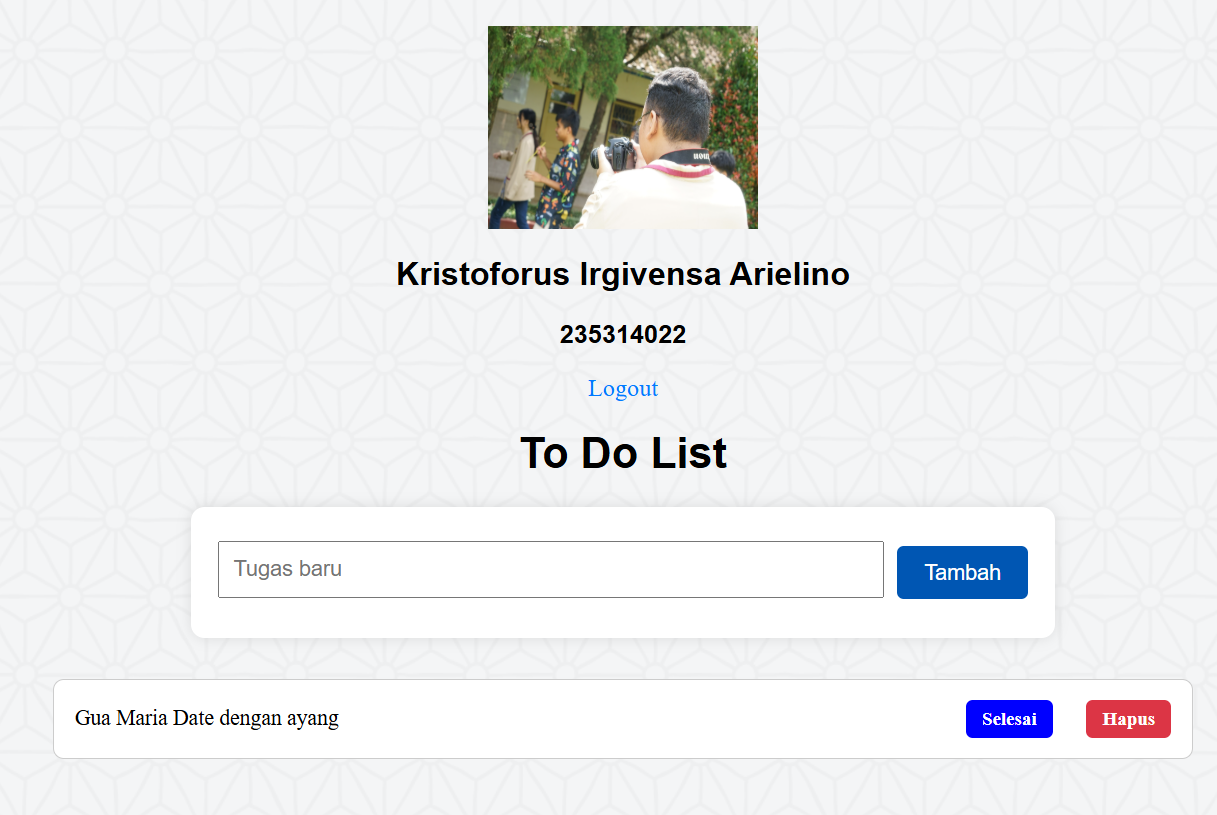 Kristoforus Irgivensa Arielino
235314022
Logout
To Do List
Tugas baru
Tambah
Gua Maria Date dengan ayang
Selesai
Hapus